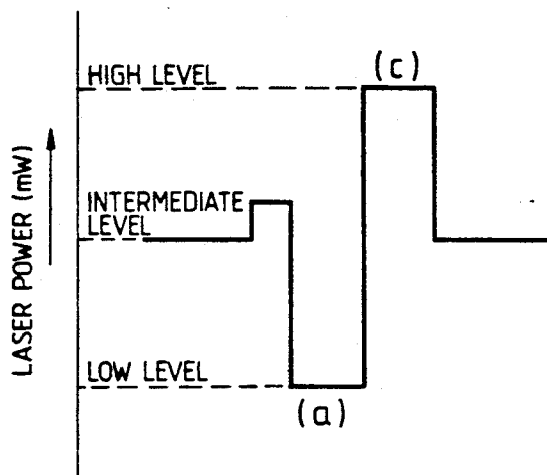 (c)
HIGH LEVEL
INTERMEDIATE
LEVEL
LASER POWER (mW)
LOW LEVEL
(a)